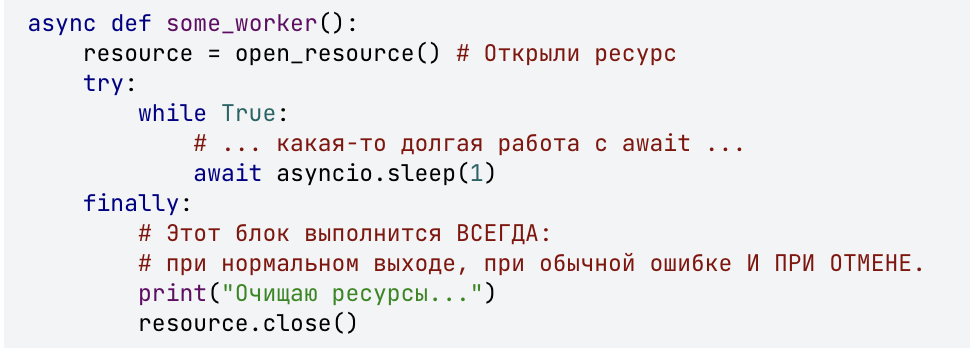 async def some_worker():
    resource = open_resource() # Открыли ресурс
    try:
        while True:
            # ... какая-то долгая работа с await ...
            await asyncio.sleep(1)
    finally:
        # Этот блок выполнится ВСЕГДА:
        # при нормальном выходе, при обычной ошибке И ПРИ ОТМЕНЕ.
        print("Очищаю ресурсы...")
        resource.close()